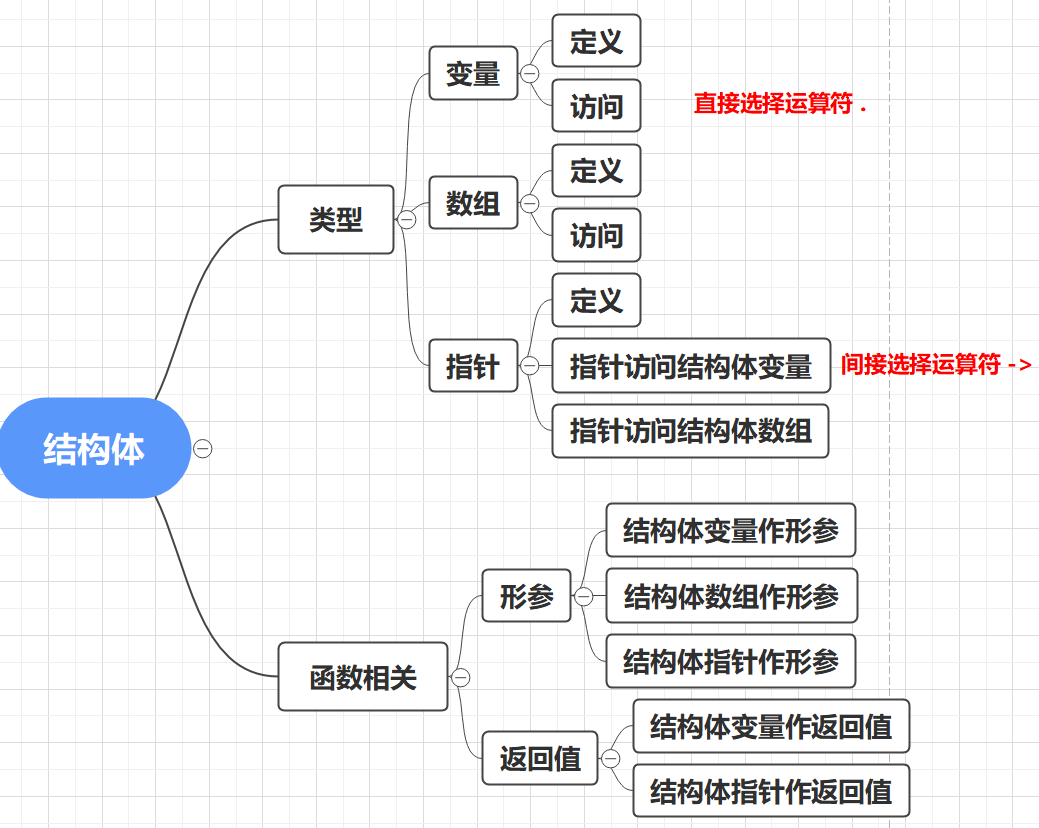 定义
变量
访问
直接选择运算符 .
定义
数组
访问
类型
定义
指针
指针访问结构体变量
间接选择运算符 ->
指针访问结构体数组
结构体
结构体变量作形参
形参
结构体数组作形参
结构体指针作形参
函数相关
结构体变量作返回值
返回值
结构体指针作返回值